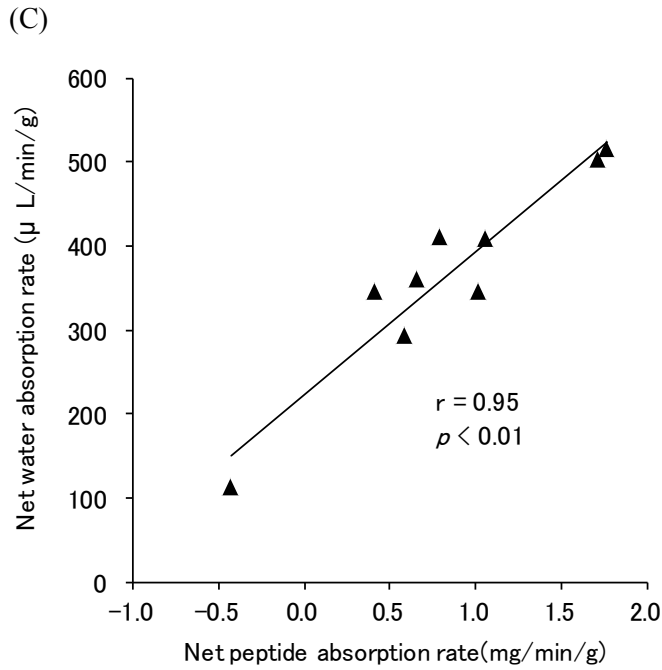 (C)
Net water absorption rate (μ L/min/g)
600
500
400
300
200
100
0
r = 0.95
p < 0.01
−1.0 −0.5 0.0 0.5 1.0 1.5 2.0
Net peptide absorption rate(mg/min/g)